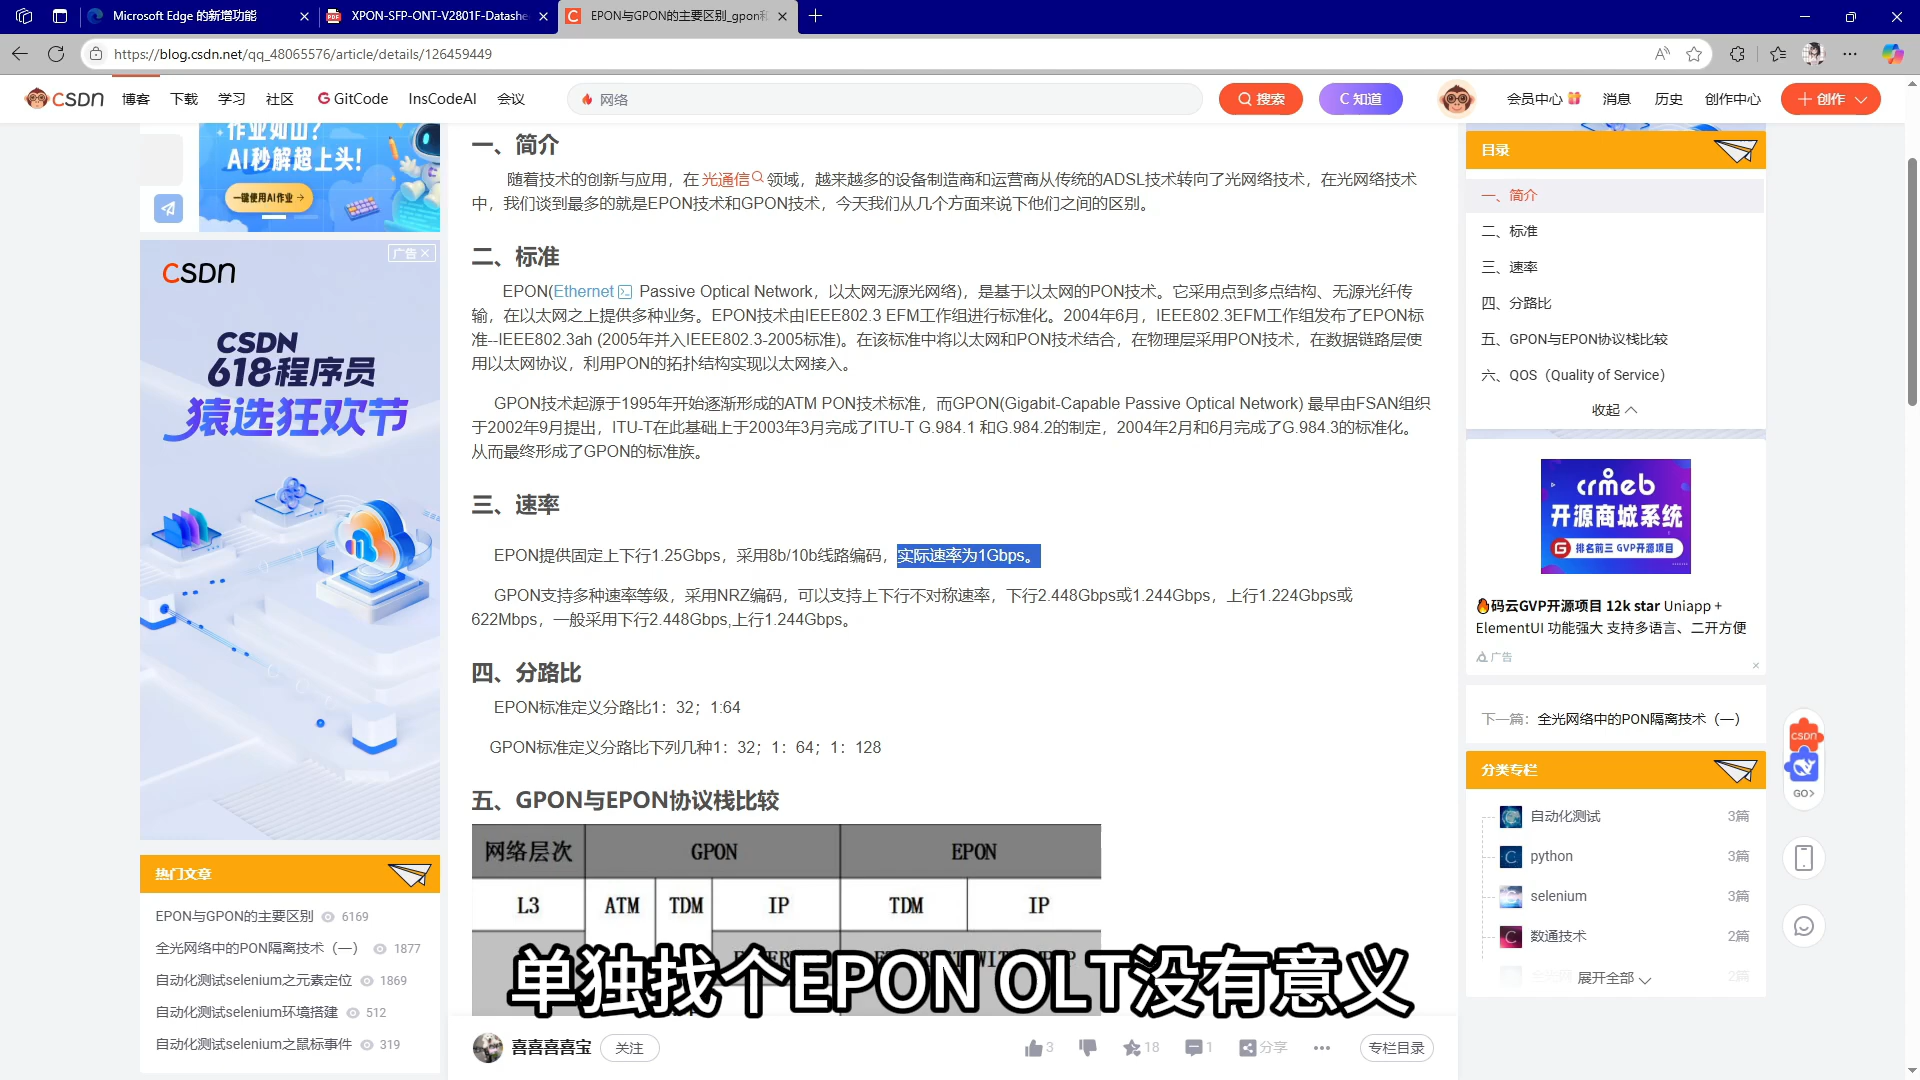 Microsoft Edge 的新增功能
XPON-SFP-ONT-V2801F-Datashe
EPON与GPON的主要区别_gpon和
https://blog.csdn.net/qq_48065576/article/details/126459449
CSDN 博客 下载 学习 社区 GitCode InsCodeAI 会议
网络
搜索
C 知道
会员中心 消息 历史 创作中心
创作
作业如山?
AI秒解超上头!
一键使用AI作业
广告
CSDN
CSDN
618程序员
猿选狂欢节
热门文章
EPON与GPON的主要区别 6169
全光网络中的PON隔离技术（一） 1877
自动化测试selenium之元素定位 1869
自动化测试selenium环境搭建 512
自动化测试selenium之鼠标事件 319
一、简介
随着技术的创新与应用，在 光通信 领域，越来越多的设备制造商和运营商从传统的ADSL技术转向了光网络技术，在光网络技术
中，我们谈到最多的就是EPON技术和GPON技术，今天我们从几个方面来说下他们之间的区别。
二、标准
EPON(Ethernet Passive Optical Network，以太网无源光网络)，是基于以太网的PON技术。它采用点到多点结构、无源光纤传
输，在以太网之上提供多种业务。EPON技术由IEEE802.3 EFM工作组进行标准化。2004年6月，IEEE802.3EFM工作组发布了EPON标
准--IEEE802.3ah (2005年并入IEEE802.3-2005标准)。在该标准中将以太网和PON技术结合，在物理层采用PON技术，在数据链路层使
用以太网协议，利用PON的拓扑结构实现以太网接入。
GPON技术起源于1995年开始逐渐形成的ATM PON技术标准，而GPON(Gigabit-Capable Passive Optical Network) 最早由FSAN组织
于2002年9月提出，ITU-T在此基础上于2003年3月完成了ITU-T G.984.1 和G.984.2的制定，2004年2月和6月完成了G.984.3的标准化。
从而最终形成了GPON的标准族。
三、速率
EPON提供固定上下行1.25Gbps，采用8b/10b线路编码，实际速率为1Gbps。
GPON支持多种速率等级，采用NRZ编码，可以支持上下行不对称速率，下行2.448Gbps或1.244Gbps，上行1.224Gbps或
622Mbps，一般采用下行2.448Gbps,上行1.244Gbps。
四、分路比
EPON标准定义分路比1：32；1:64
GPON标准定义分路比下列几种1：32；1：64；1：128
五、GPON与EPON协议栈比较
网络层次 GPON EPON
L3 ATM TDM IP TDM IP
单独找个EPON OLT没有意义
喜喜喜喜宝
关注
3
18
1
分享
专栏目录
目录
一、简介
二、标准
三、速率
四、分路比
五、GPON与EPON协议栈比较
六、QOS（Quality of Service）
收起
crmeb
开源商城系统
排名前三 GVP开源项目
码云GVP开源项目 12k star Uniapp +
ElementUI 功能强大 支持多语言、二开方便
广告
下一篇： 全光网络中的PON隔离技术（一）
分类专栏
自动化测试 3篇
python 3篇
selenium 3篇
数通技术 2篇
展开全部 2篇
CSDN
GO>